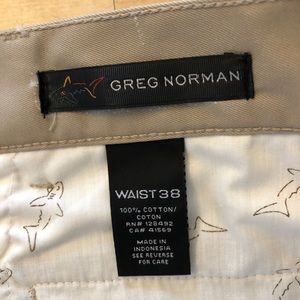 GREG NORMAN
WAIST 38
100% COTTON/
COTON
RN# 128492
CA# 41569
MADE IN
INDONESIA
SEE REVERSE
FOR CARE